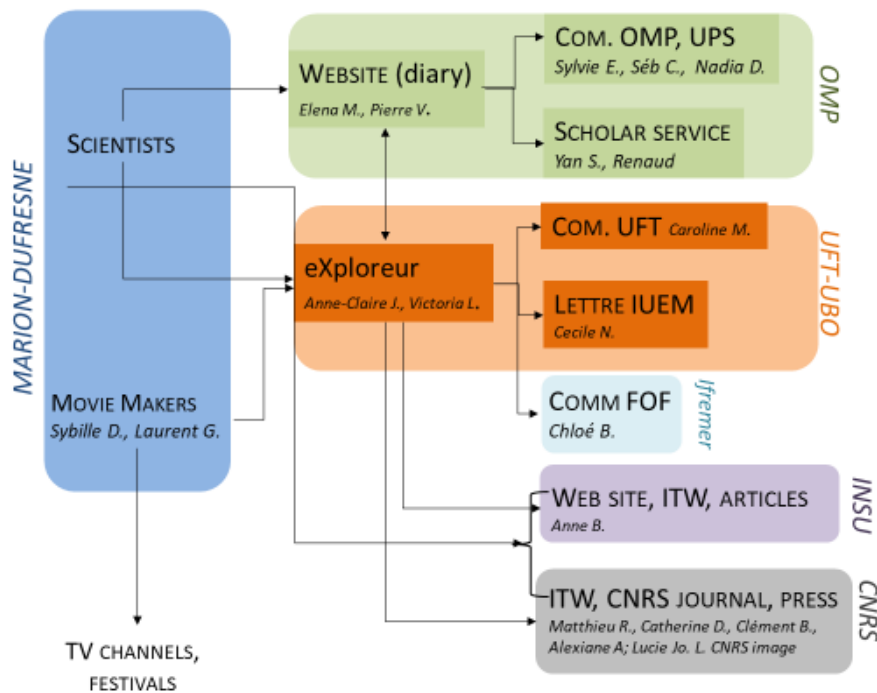 MARION-DUFRESNE
SCIENTISTS
MOVIE MAKERS
Sybille D., Laurent G.
TV CHANNELS,
FESTIVALS
WEBSITE (diary)
Elena M., Pierre V.
COM. OMP, UPS
Sylvie E., Séb C., Nadia D.
SCHOLAR SERVICE
Yan S., Renaud
OMP
eXploreur
Anne-Claire J., Victoria L.
COM. UFT Caroline M.
LETTRE IUEM
Cecile N.
UFT-UBO
COMM FOF
Chloé B.
Ifremer
WEB SITE, ITW, ARTICLES
Anne B.
INSU
ITW, CNRS JOURNAL, PRESS
Matthieu R., Catherine D., Clément B.,
Alexiane A; Lucie Jo. L. CNRS image
CNRS